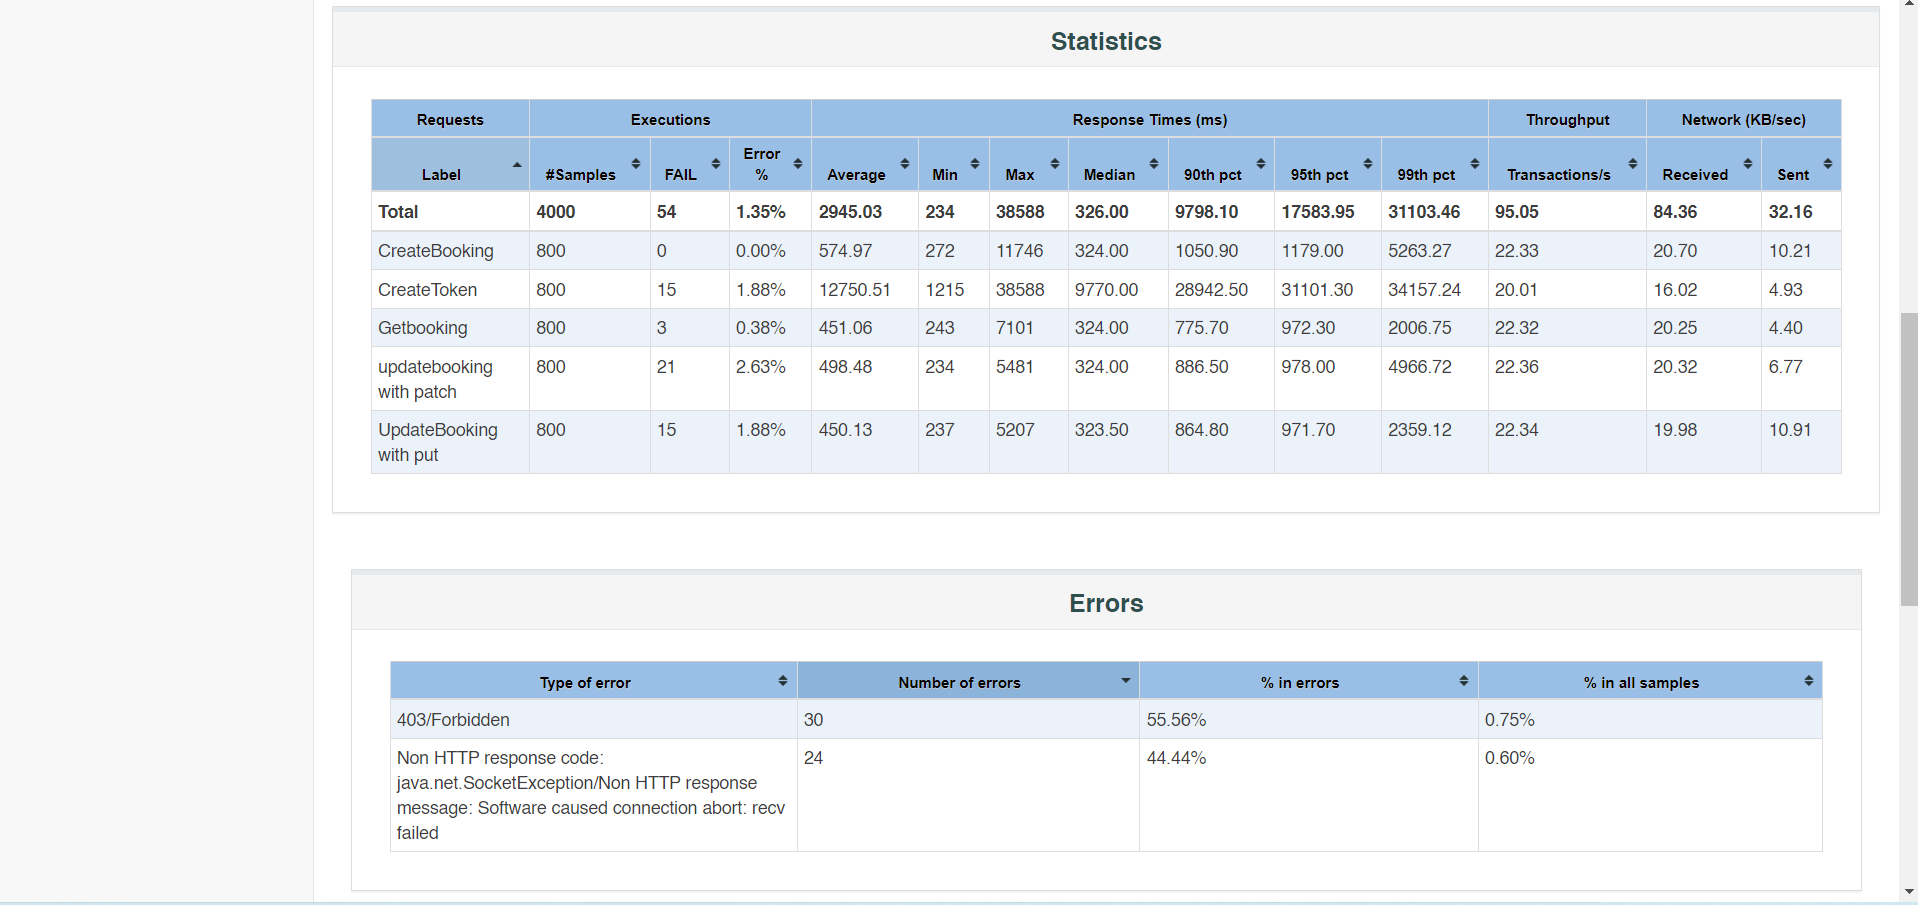 Statistics
Requests Executions Response Times (ms) Throughput Network (KB/sec)
Label #Samples FAIL Error % Average Min Max Median 90th pct 95th pct 99th pct Transactions/s Received Sent
Total 4000 54 1.35% 2945.03 234 38588 326.00 9798.10 17583.95 31103.46 95.05 84.36 32.16
CreateBooking 800 0 0.00% 574.97 272 11746 324.00 1050.90 1179.00 5263.27 22.33 20.70 10.21
CreateToken 800 15 1.88% 12750.51 1215 38588 9770.00 28942.50 31101.30 34157.24 20.01 16.02 4.93
Getbooking 800 3 0.38% 451.06 243 7101 324.00 775.70 972.30 2006.75 22.32 20.25 4.40
updatebooking 800 21 2.63% 498.48 234 5481 324.00 886.50 978.00 4966.72 22.36 20.32 6.77
with patch
UpdateBooking 800 15 1.88% 450.13 237 5207 323.50 864.80 971.70 2359.12 22.34 19.98 10.91
with put
Errors
Type of error Number of errors % in errors % in all samples
403/Forbidden 30 55.56% 0.75%
Non HTTP response code: 24 44.44% 0.60%
java.net.SocketException/Non HTTP response
message: Software caused connection abort: recv
failed